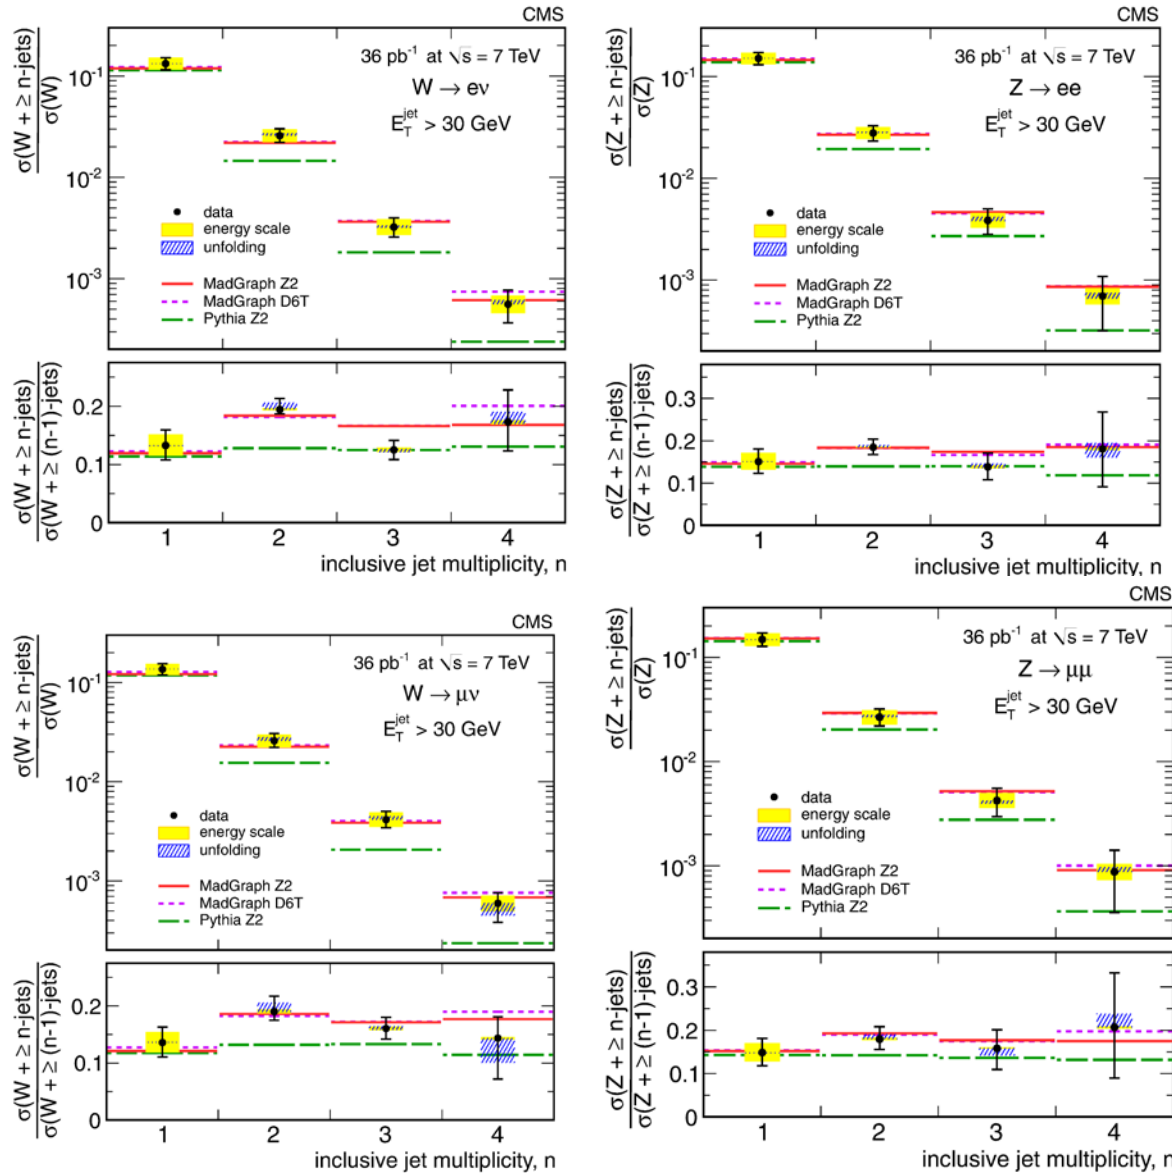 CMS
σ(W + ≥ n-jets)
σ(W)
36 pb⁻¹ at √s = 7 TeV
W → eν
E_T^jet > 30 GeV
10⁻¹
10⁻²
10⁻³
data
energy scale
unfolding
MadGraph Z2
MadGraph D6T
Pythia Z2
σ(W + ≥ n-jets)
σ(W + ≥ (n-1)-jets)
0.2
0.1
0
1 2 3 4
inclusive jet multiplicity, n
CMS
σ(Z + ≥ n-jets)
σ(Z)
36 pb⁻¹ at √s = 7 TeV
Z → ee
E_T^jet > 30 GeV
10⁻¹
10⁻²
10⁻³
data
energy scale
unfolding
MadGraph Z2
MadGraph D6T
Pythia Z2
σ(Z + ≥ n-jets)
σ(Z + ≥ (n-1)-jets)
0.3
0.2
0.1
0
1 2 3 4
inclusive jet multiplicity, n
CMS
σ(W + ≥ n-jets)
σ(W)
36 pb⁻¹ at √s = 7 TeV
W → μν
E_T^jet > 30 GeV
10⁻¹
10⁻²
10⁻³
data
energy scale
unfolding
MadGraph Z2
MadGraph D6T
Pythia Z2
σ(W + ≥ n-jets)
σ(W + ≥ (n-1)-jets)
0.2
0.1
0
1 2 3 4
inclusive jet multiplicity, n
CMS
σ(Z + ≥ n-jets)
σ(Z)
36 pb⁻¹ at √s = 7 TeV
Z → μμ
E_T^jet > 30 GeV
10⁻¹
10⁻²
10⁻³
data
energy scale
unfolding
MadGraph Z2
MadGraph D6T
Pythia Z2
σ(Z + ≥ n-jets)
σ(Z + ≥ (n-1)-jets)
0.3
0.2
0.1
0
1 2 3 4
inclusive jet multiplicity, n